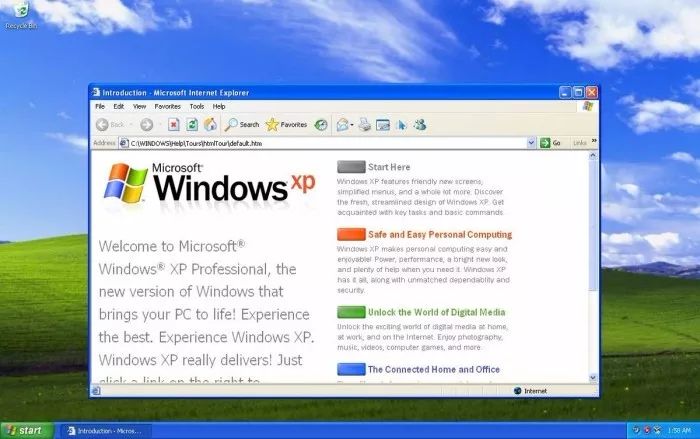 Recycle Bin
Introduction - Microsoft Internet Explorer
File Edit View Favorites Tools Help
Back Search Favorites
Address C:\WINDOWS\Help\Tours\htmlTour\default.htm Go Links »
Microsoft®
Windows xp
Welcome to Microsoft®
Windows® XP Professional, the
new version of Windows that
brings your PC to life! Experience
the best. Experience Windows XP.
Windows XP really delivers! Just
click a link on the right to
Start Here
Windows XP features friendly new screens,
simplified menus, and a whole lot more. Discover
the fresh, streamlined design of Windows XP. Get
acquainted with key tasks and basic commands.
Safe and Easy Personal Computing
Windows XP makes personal computing easy and
enjoyable! Power, performance, a bright new look,
and plenty of help when you need it. Windows XP
has it all, along with unmatched dependability and
security.
Unlock the World of Digital Media
Unlock the exciting world of digital media at home,
at work, and on the Internet. Enjoy photography,
music, videos, computer games, and more.
The Connected Home and Office
Internet
start
Introduction - Micros...
1:58 AM